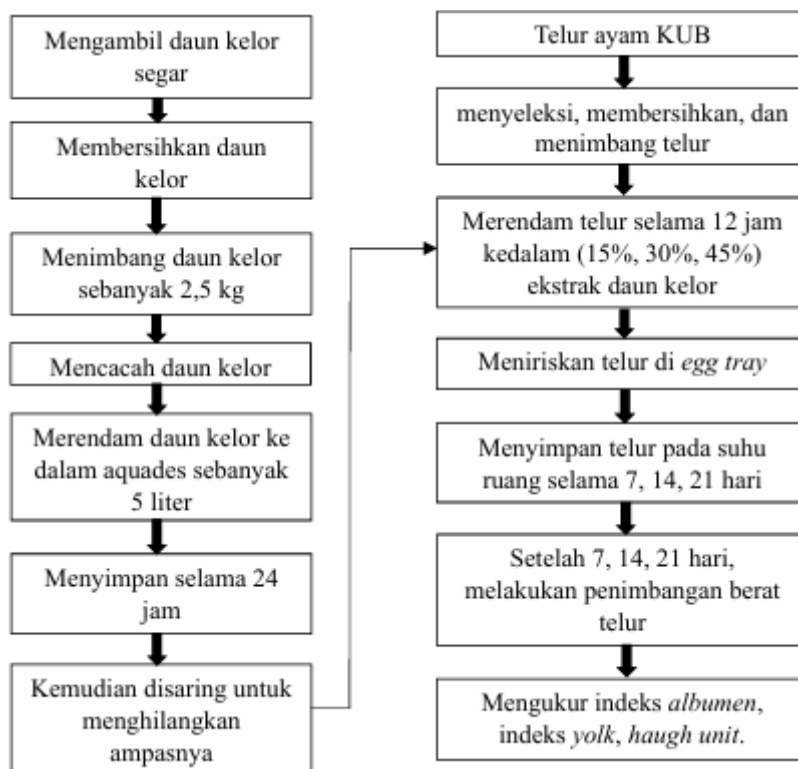 Mengambil daun kelor
segar
Membersihkan daun
kelor
Menimbang daun kelor
sebanyak 2,5 kg
Mencacah daun kelor
Merendam daun kelor ke
dalam aquades sebanyak
5 liter
Menyimpan selama 24
jam
Kemudian disaring untuk
menghilangkan
ampasnya
Telur ayam KUB
menyeleksi, membersihkan, dan
menimbang telur
Merendam telur selama 12 jam
kedalam (15%, 30%, 45%)
ekstrak daun kelor
Meniriskan telur di egg tray
Menyimpan telur pada suhu
ruang selama 7, 14, 21 hari
Setelah 7, 14, 21 hari,
melakukan penimbangan berat
telur
Mengukur indeks albumen,
indeks yolk, haugh unit.